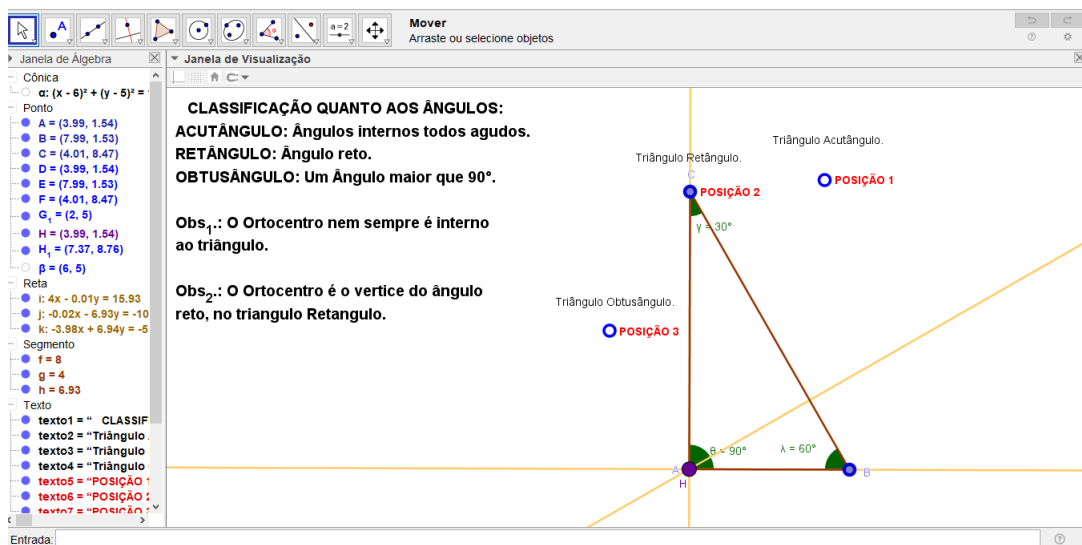 Mover
Arraste ou selecione objetos
A
α
a=2
Janela de Álgebra
Janela de Visualização
Cônica
α: (x - 6)² + (y - 5)² =
Ponto
A = (3.99, 1.54)
B = (7.99, 1.53)
C = (4.01, 8.47)
D = (3.99, 1.54)
E = (7.99, 1.53)
F = (4.01, 8.47)
G₁ = (2, 5)
H = (3.99, 1.54)
H₁ = (7.37, 8.76)
β = (6, 5)
Reta
i: 4x - 0.01y = 15.93
j: -0.02x - 6.93y = -10
k: -3.98x + 6.94y = -5
Segmento
f = 8
g = 4
h = 6.93
Texto
texto1 = “ CLASSIF
texto2 = “Triângulo
texto3 = “Triângulo
texto4 = “Triângulo
texto5 = “POSIÇÃO 1
texto6 = “POSIÇÃO 2
texto7 = “POSIÇÃO
CLASSIFICAÇÃO QUANTO AOS ÂNGULOS:
ACUTÂNGULO: Ângulos internos todos agudos.
RETÂNGULO: Ângulo reto.
OBTUSÂNGULO: Um Ângulo maior que 90°.
Obs₁.: O Ortocentro nem sempre é interno
ao triângulo.
Obs₂.: O Ortocentro é o vertice do ângulo
reto, no triangulo Retangulo.
Triângulo Acutângulo.
POSIÇÃO 1
Triângulo Retângulo.
C
POSIÇÃO 2
γ = 30°
Triângulo Obtusângulo.
POSIÇÃO 3
θ = 90°
λ = 60°
A
B
H
Entrada: